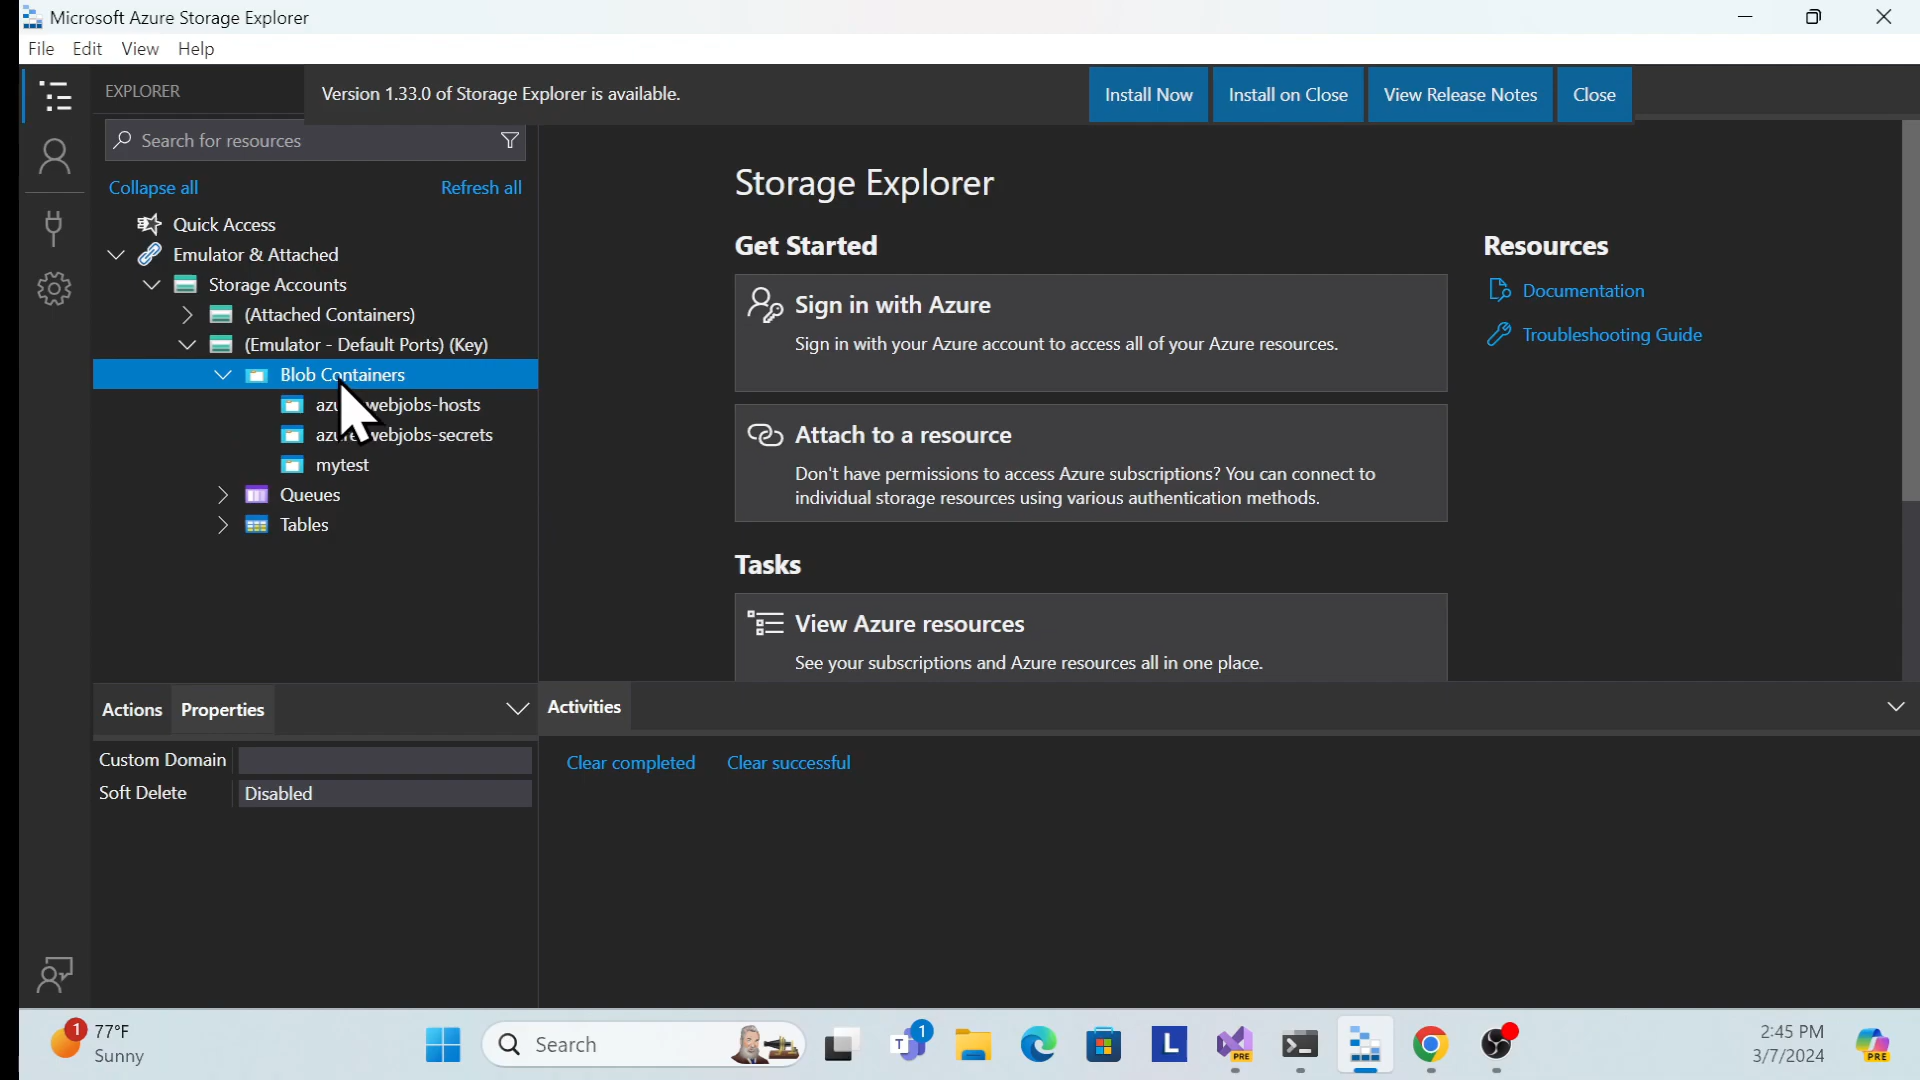 Microsoft Azure Storage Explorer
File Edit View Help
EXPLORER
Version 1.33.0 of Storage Explorer is available.
Install Now
Install on Close
View Release Notes
Close
Search for resources
Collapse all
Refresh all
Quick Access
Emulator & Attached
Storage Accounts
(Attached Containers)
(Emulator - Default Ports) (Key)
Blob Containers
azure-webjobs-hosts
azure-webjobs-secrets
mytest
Queues
Tables
Storage Explorer
Get Started
Sign in with Azure
Sign in with your Azure account to access all of your Azure resources.
Attach to a resource
Don't have permissions to access Azure subscriptions? You can connect to
individual storage resources using various authentication methods.
Tasks
View Azure resources
See your subscriptions and Azure resources all in one place.
Resources
Documentation
Troubleshooting Guide
Actions
Properties
Custom Domain
Soft Delete Disabled
Activities
Clear completed
Clear successful
1
77°F
Sunny
Search
T
1
L
PRE
2:45 PM
3/7/2024
PRE